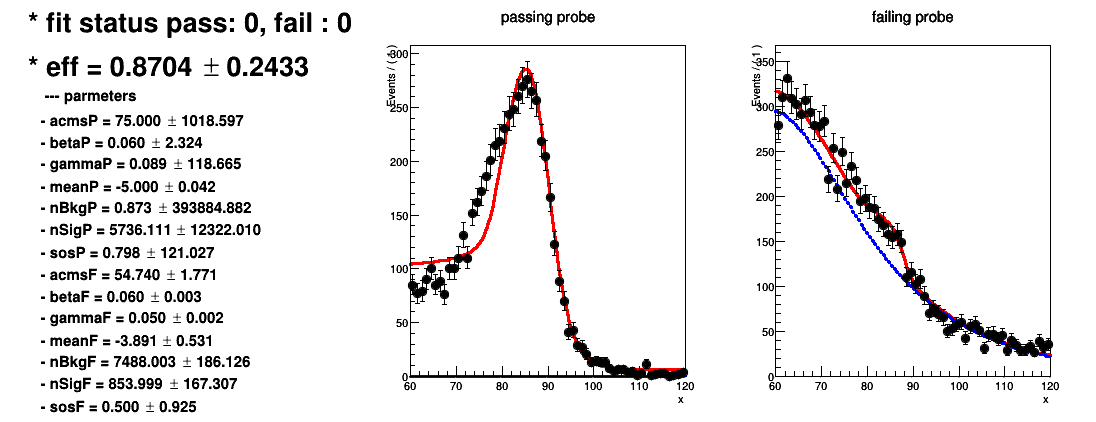 * fit status pass: 0, fail : 0
* eff = 0.8704 ± 0.2433
--- parmeters
- acmsP = 75.000 ± 1018.597
- betaP = 0.060 ± 2.324
- gammaP = 0.089 ± 118.665
- meanP = -5.000 ± 0.042
- nBkgP = 0.873 ± 393884.882
- nSigP = 5736.111 ± 12322.010
- sosP = 0.798 ± 121.027
- acmsF = 54.740 ± 1.771
- betaF = 0.060 ± 0.003
- gammaF = 0.050 ± 0.002
- meanF = -3.891 ± 0.531
- nBkgF = 7488.003 ± 186.126
- nSigF = 853.999 ± 167.307
- sosF = 0.500 ± 0.925
passing probe
Events / ( 1 )
300
250
200
150
100
50
0
60 70 80 90 100 110 120
x
failing probe
Events / ( 1 )
350
300
250
200
150
100
50
0
60 70 80 90 100 110 120
x